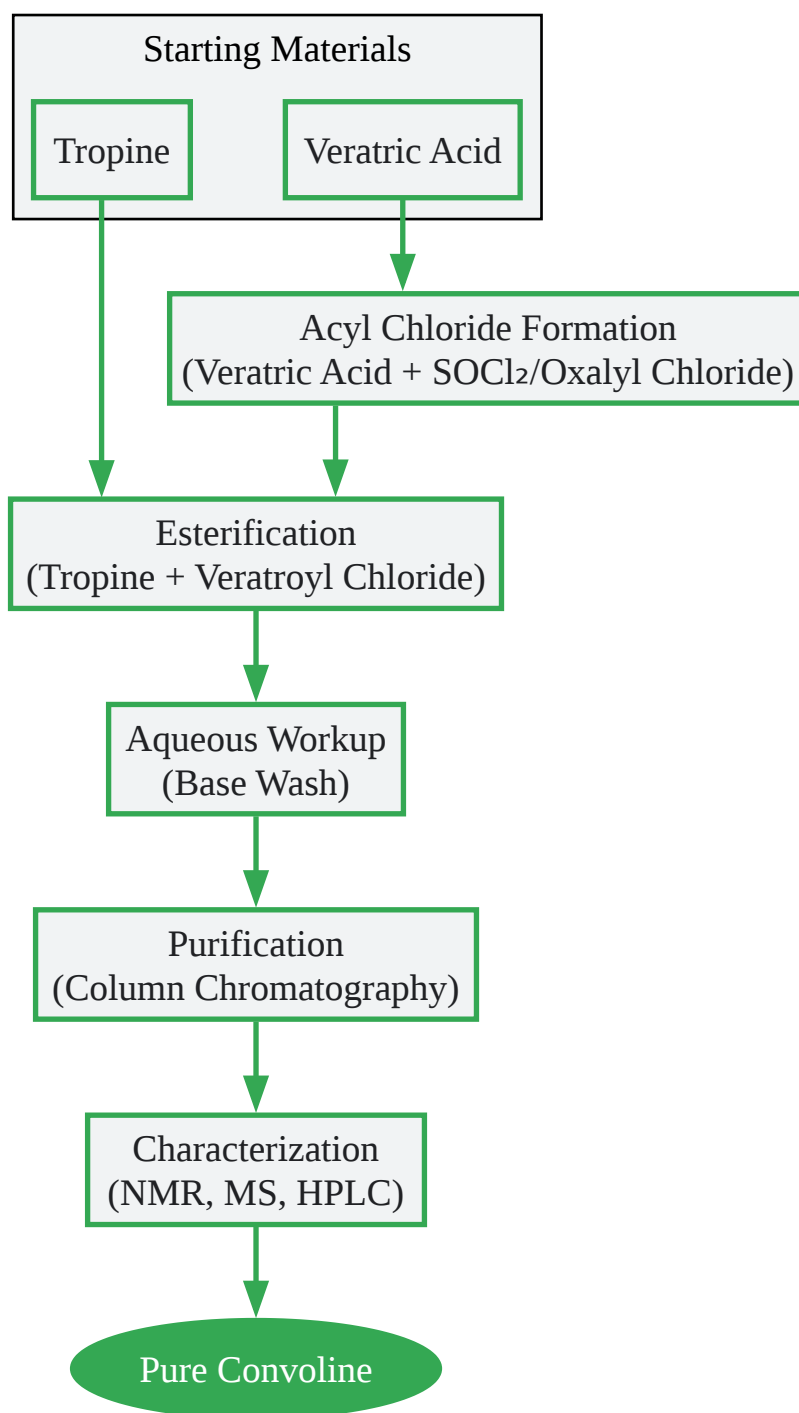 Starting Materials
Tropine
Veratric Acid
Acyl Chloride Formation
(Veratric Acid + SOCl₂/Oxalyl Chloride)
Esterification
(Tropine + Veratroyl Chloride)
Aqueous Workup
(Base Wash)
Purification
(Column Chromatography)
Characterization
(NMR, MS, HPLC)
Pure Convoline